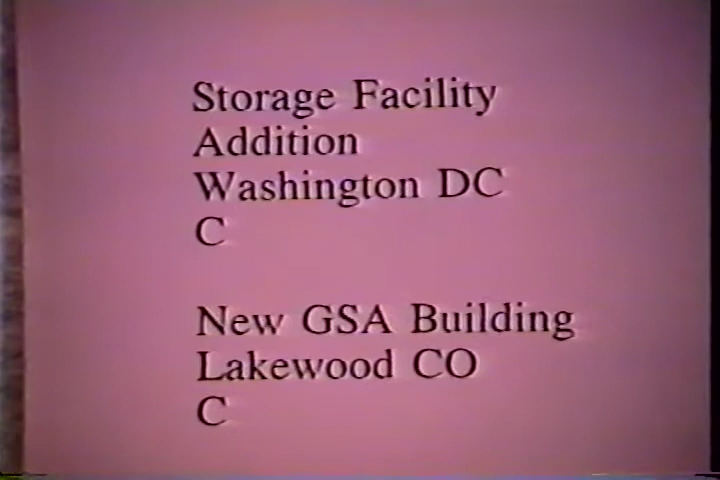 Storage Facility
Addition
Washington DC
C
New GSA Building
Lakewood CO
C